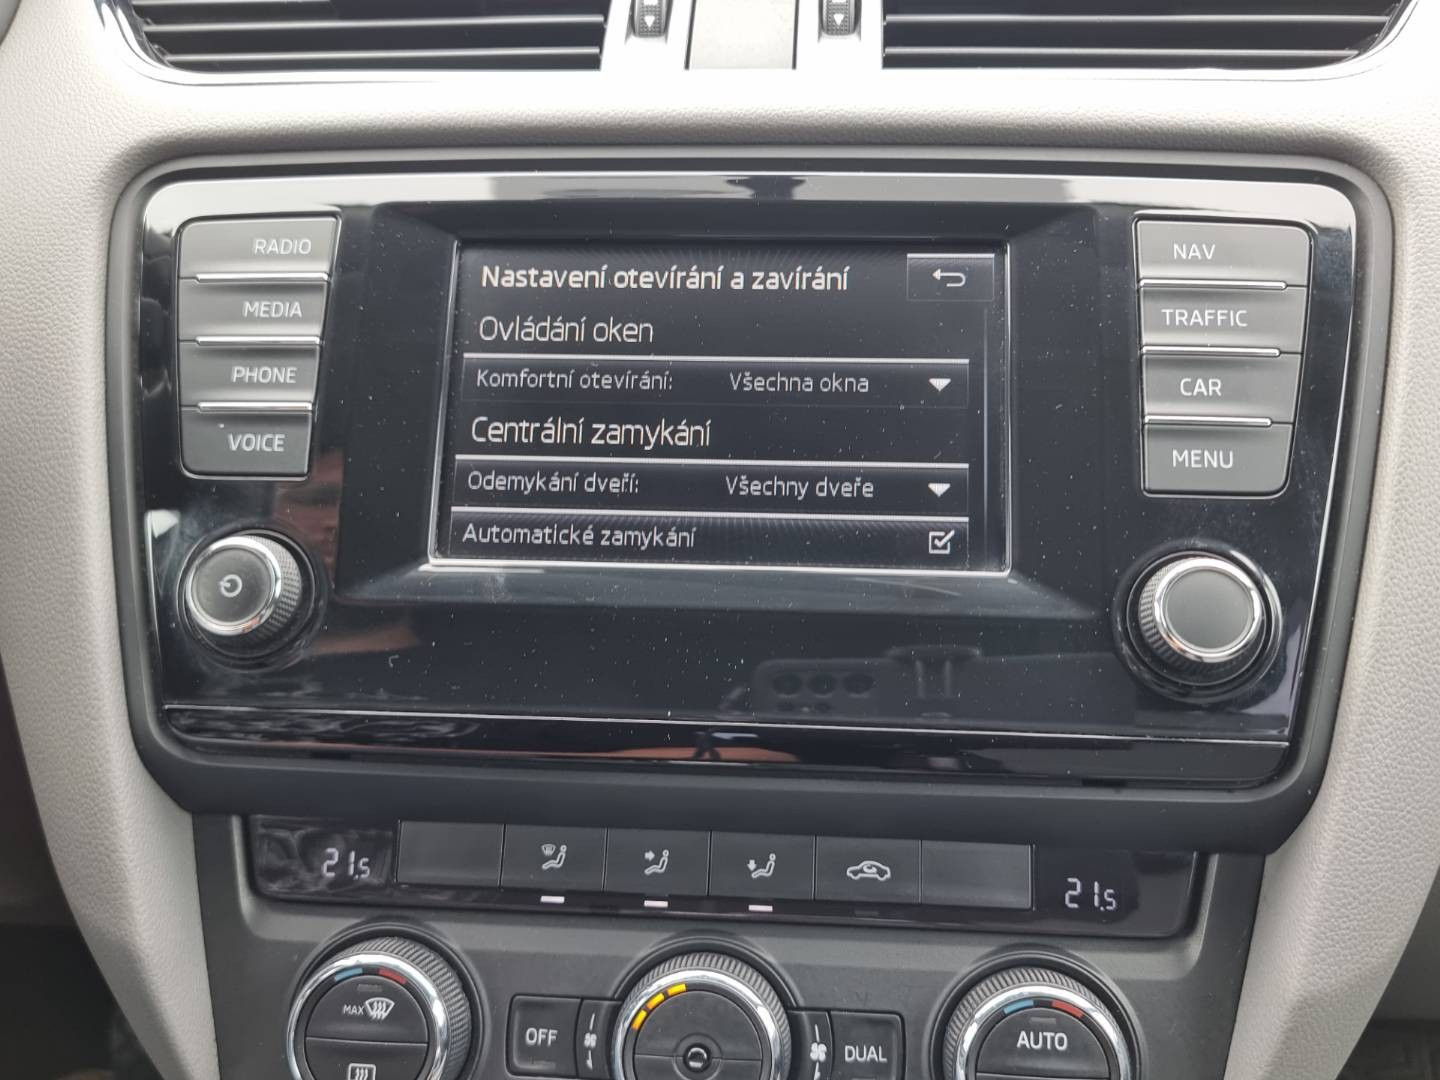 RADIO
MEDIA
PHONE
VOICE
Nastavení otevírání a zavírání
Ovládání oken
Komfortní otevírání: Všechna okna
Centrální zamykání
Odemykání dveří: Všechny dveře
Automatické zamykání
NAV
TRAFFIC
CAR
MENU
21.5
21.5
MAX
OFF
DUAL
AUTO